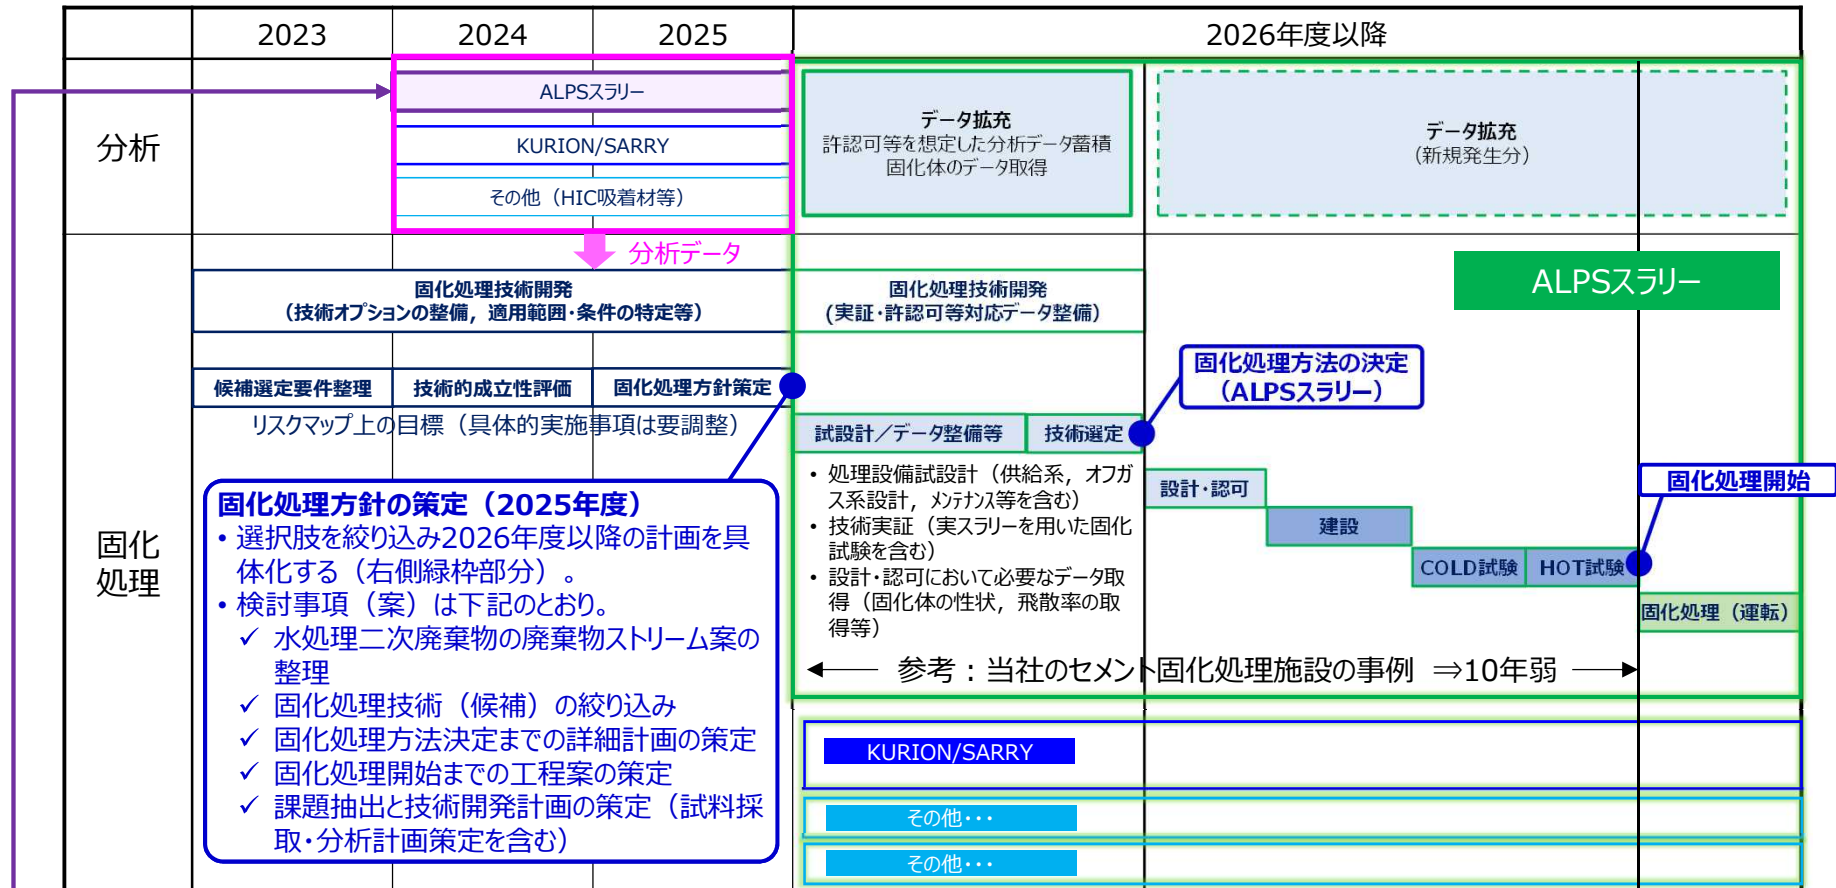 2023
2024
2025
2026年度以降
分析
ALPSスラリー
KURION/SARRY
その他（HIC吸着材等）
データ拡充
許認可等を想定した分析データ蓄積
固化体のデータ取得
データ拡充
（新規発生分）
分析データ
固化
処理
固化処理技術開発
（技術オプションの整備，適用範囲・条件の特定等）
固化処理技術開発
(実証・許認可等対応データ整備）
ALPSスラリー
候補選定要件整理
技術的成立性評価
固化処理方針策定
リスクマップ上の目標（具体的実施事項は要調整）
固化処理方法の決定
（ALPSスラリー）
試設計／データ整備等
技術選定
固化処理方針の策定（2025年度）
• 選択肢を絞り込み2026年度以降の計画を具
体化する（右側緑枠部分）。
• 検討事項（案）は下記のとおり。
✓ 水処理二次廃棄物の廃棄物ストリーム案の
整理
✓ 固化処理技術（候補）の絞り込み
✓ 固化処理方法決定までの詳細計画の策定
✓ 固化処理開始までの工程案の策定
✓ 課題抽出と技術開発計画の策定（試料採
取・分析計画策定を含む）
• 処理設備試設計（供給系，オフガ
ス系設計，メンテナンス等を含む）
• 技術実証（実スラリーを用いた固化
試験を含む）
• 設計・認可において必要なデータ取
得（固化体の性状，飛散率の取
得等）
設計・認可
建設
COLD試験
HOT試験
固化処理開始
固化処理（運転）
参考：当社のセメント固化処理施設の事例 ⇒10年弱
KURION/SARRY
その他・・・
その他・・・